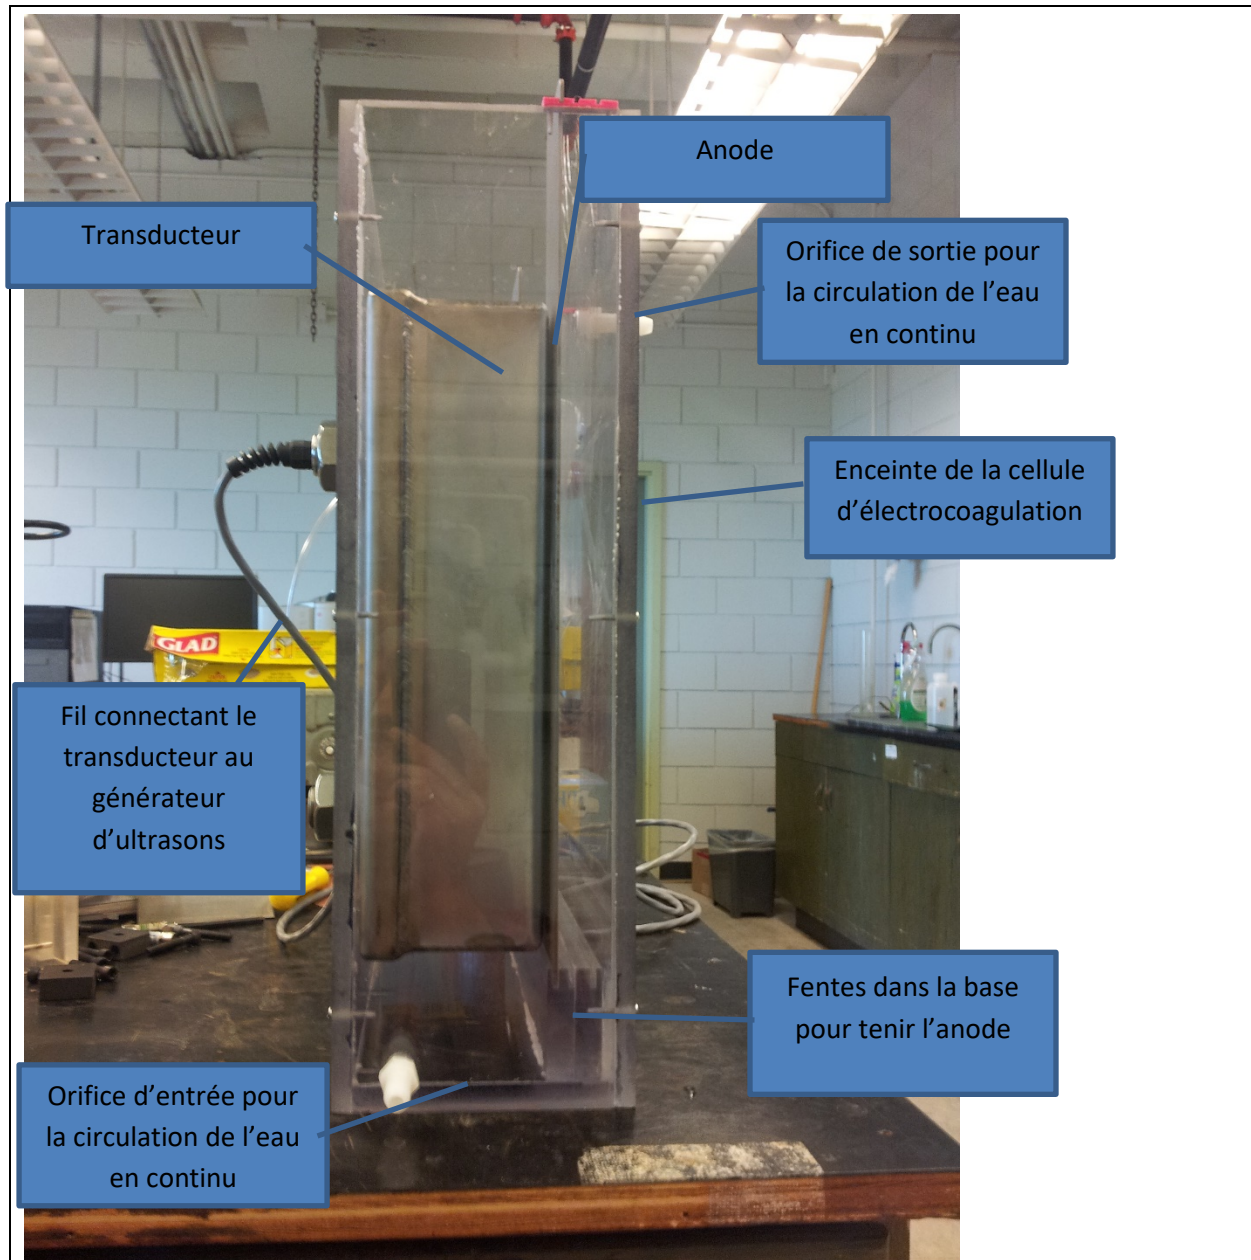 Anode
Transducteur
Orifice de sortie pour
la circulation de l’eau
en continu
Enceinte de la cellule
d’électrocoagulation
GLAD
Fil connectant le
transducteur au
générateur
d’ultrasons
Fentes dans la base
pour tenir l’anode
Orifice d’entrée pour
la circulation de l’eau
en continu